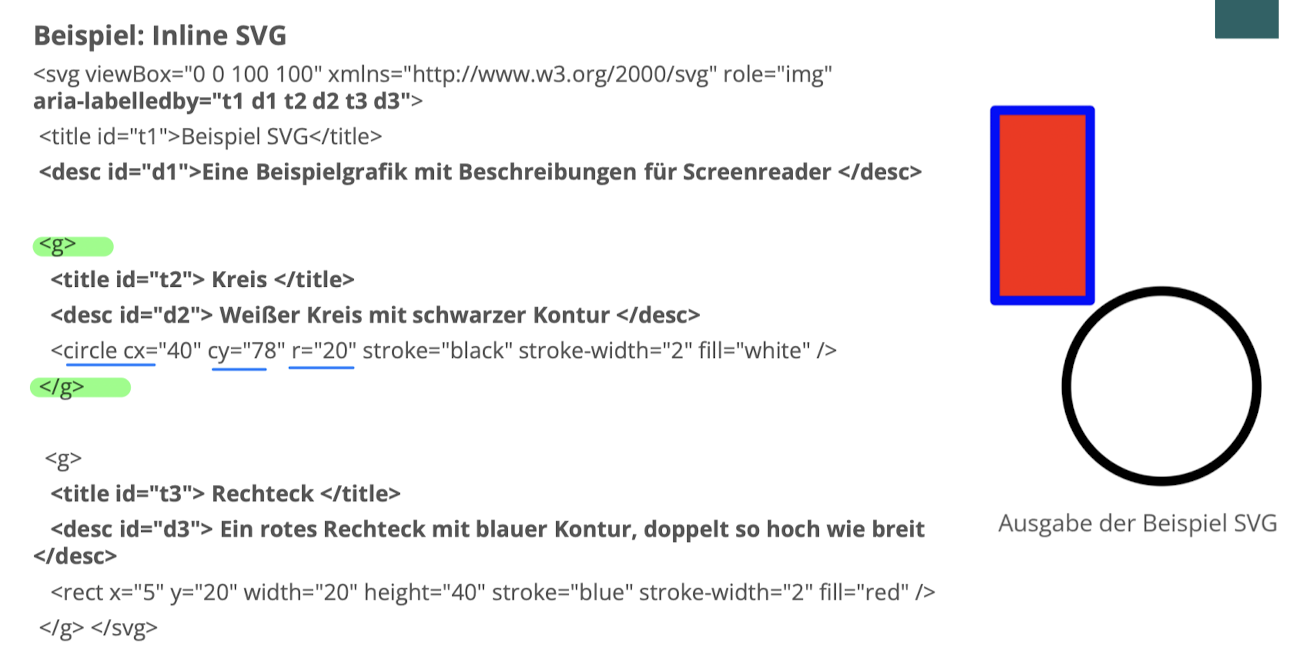 Beispiel: Inline SVG
<svg viewBox="0 0 100 100" xmlns="http://www.w3.org/2000/svg" role="img"
aria-labelledby="t1 d1 t2 d2 t3 d3">
<title id="t1">Beispiel SVG</title>
<desc id="d1">Eine Beispielgrafik mit Beschreibungen für Screenreader </desc>
<g>
<title id="t2"> Kreis </title>
<desc id="d2"> Weißer Kreis mit schwarzer Kontur </desc>
<circle cx="40" cy="78" r="20" stroke="black" stroke-width="2" fill="white" />
</g>
<g>
<title id="t3"> Rechteck </title>
<desc id="d3"> Ein rotes Rechteck mit blauer Kontur, doppelt so hoch wie breit
</desc>
<rect x="5" y="20" width="20" height="40" stroke="blue" stroke-width="2" fill="red" />
</g> </svg>
Ausgabe der Beispiel SVG